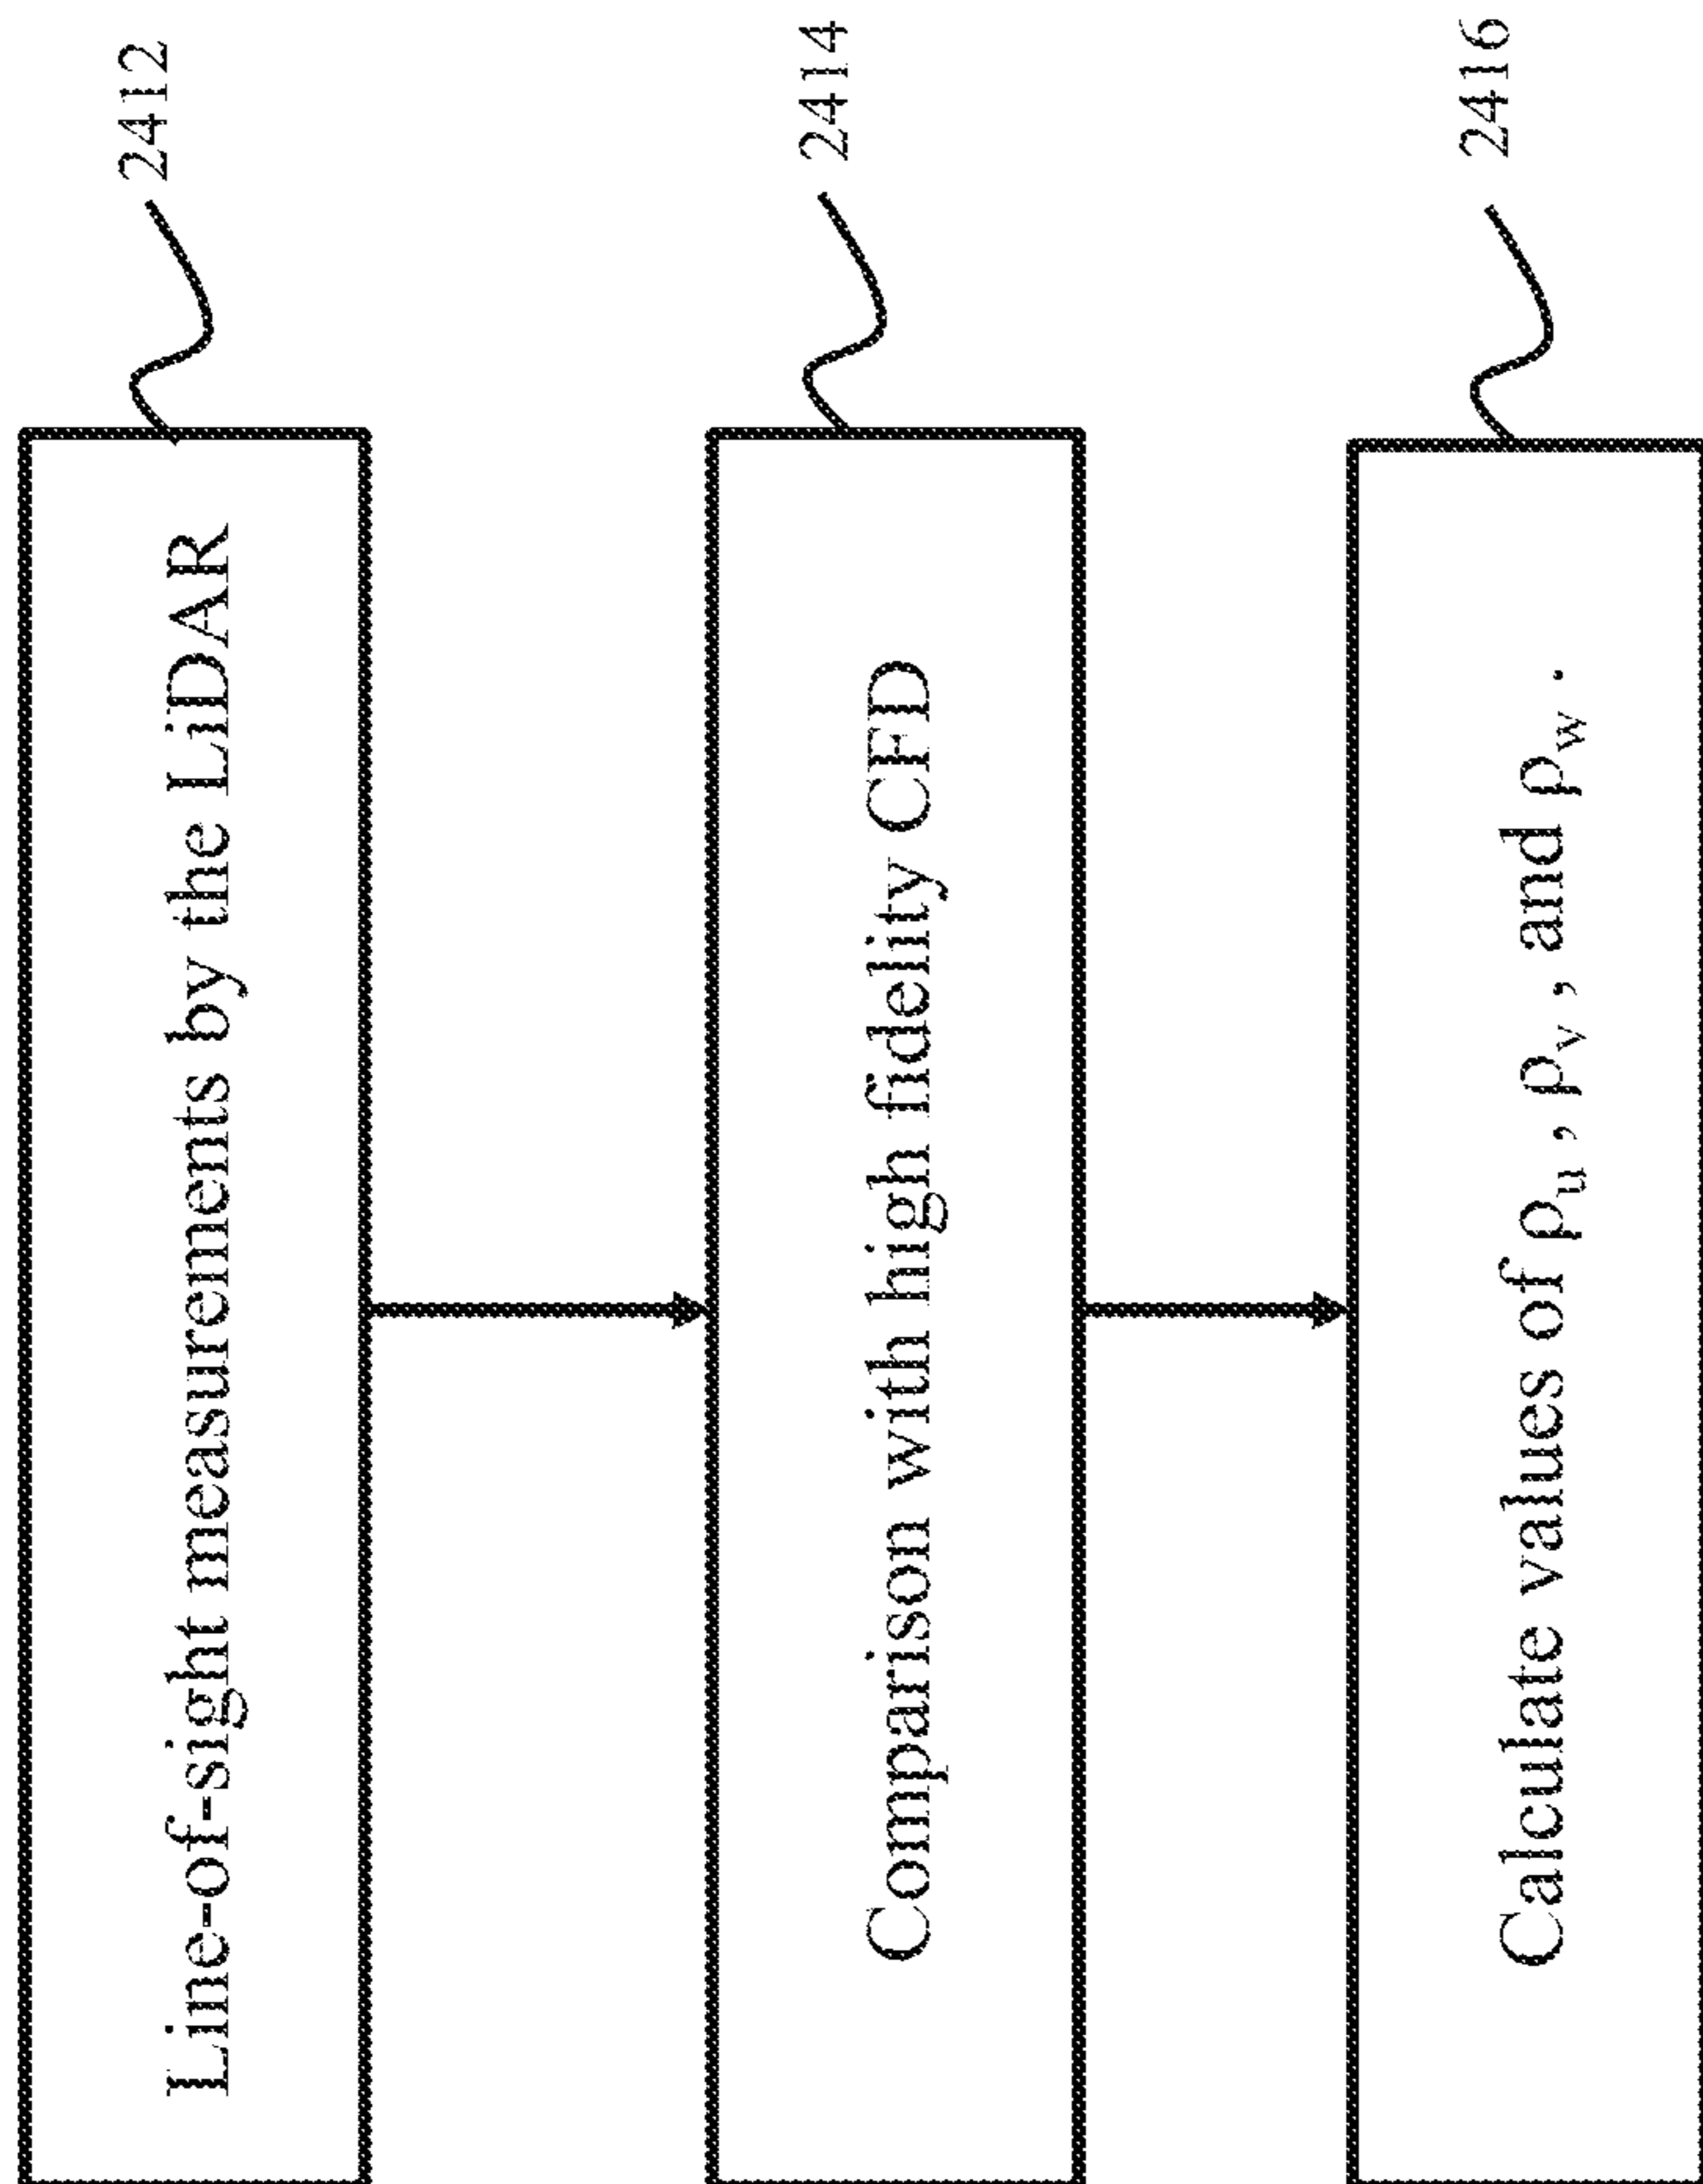 Line-of-sight measurements by the LiDAR
2412
Comparison with high fidelity CFD
2414
Calculate values of ρu , ρv , and ρw .
2416